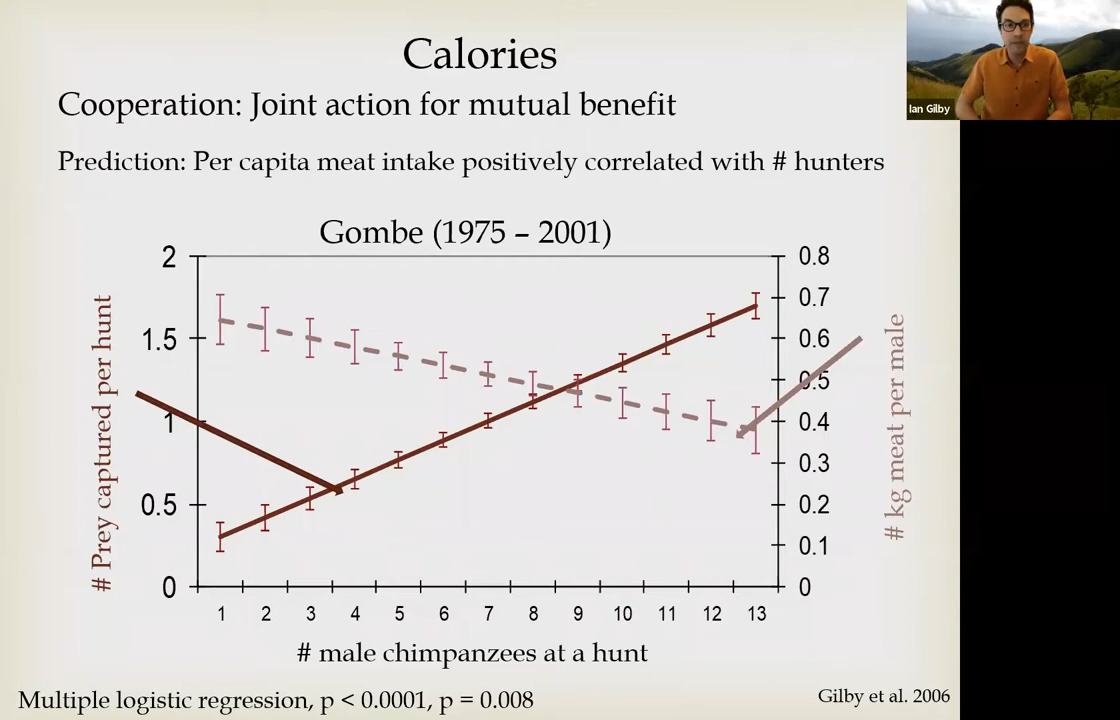 Calories
Ian Gilby
Cooperation: Joint action for mutual benefit
Prediction: Per capita meat intake positively correlated with # hunters
Gombe (1975 – 2001)
# Prey captured per hunt
2
1.5
1
0.5
0
0.8
0.7
0.6
0.5
0.4
0.3
0.2
0.1
0
# kg meat per male
1 2 3 4 5 6 7 8 9 10 11 12 13
# male chimpanzees at a hunt
Multiple logistic regression, p < 0.0001, p = 0.008
Gilby et al. 2006